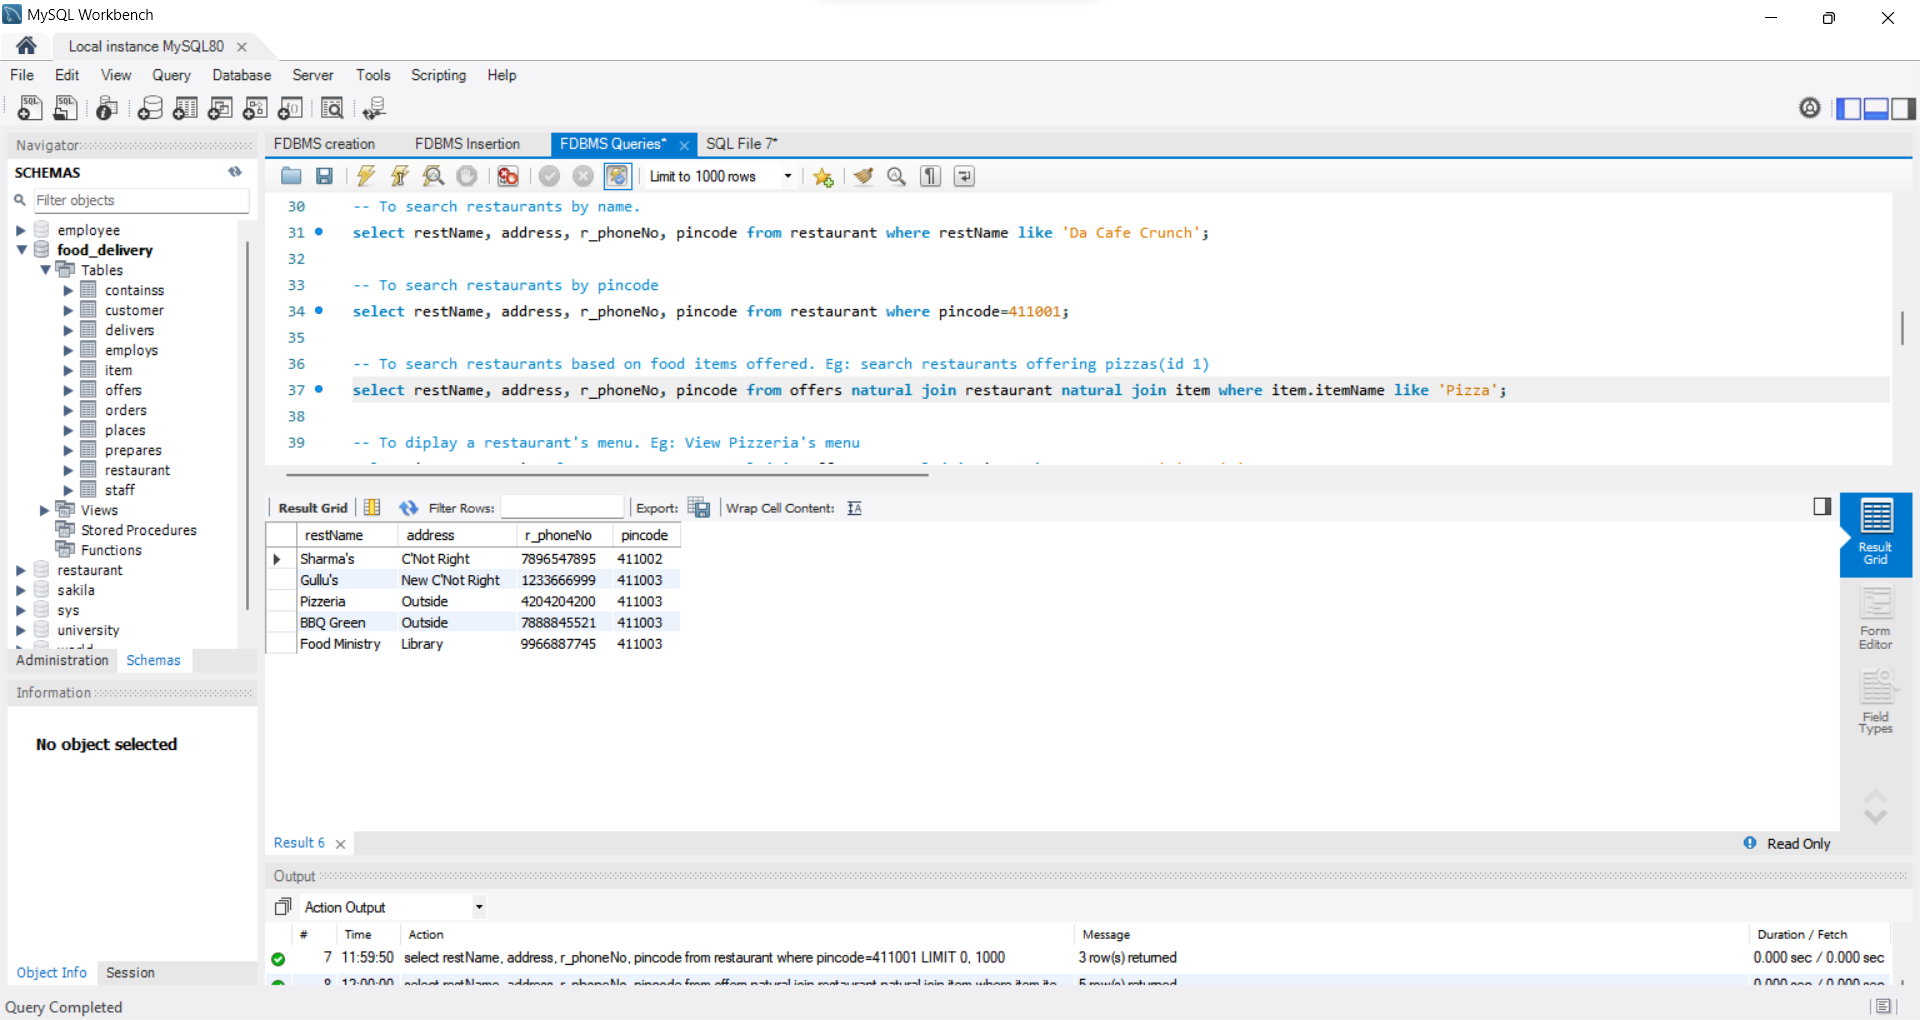 MySQL Workbench
Local instance MySQL80
File Edit View Query Database Server Tools Scripting Help
Navigator
SCHEMAS
Filter objects
employee
food_delivery
Tables
containss
customer
delivers
employs
item
offers
orders
places
prepares
restaurant
staff
Views
Stored Procedures
Functions
restaurant
sakila
sys
university
Administration Schemas
Information
No object selected
Object Info Session
FDBMS creation FDBMS Insertion FDBMS Queries* SQL File 7*
Limit to 1000 rows
30 -- To search restaurants by name.
31 select restName, address, r_phoneNo, pincode from restaurant where restName like 'Da Cafe Crunch';
32
33 -- To search restaurants by pincode
34 select restName, address, r_phoneNo, pincode from restaurant where pincode=411001;
35
36 -- To search restaurants based on food items offered. Eg: search restaurants offering pizzas(id 1)
37 select restName, address, r_phoneNo, pincode from offers natural join restaurant natural join item where item.itemName like 'Pizza';
38
39 -- To diplay a restaurant's menu. Eg: View Pizzeria's menu
Result Grid Filter Rows: Export: Wrap Cell Content:
restName address r_phoneNo pincode
Sharma's C'Not Right 7896547895 411002
Gullu's New C'Not Right 1233666999 411003
Pizzeria Outside 4204204200 411003
BBQ Green Outside 7888845521 411003
Food Ministry Library 9966887745 411003
Result Grid
Form Editor
Field Types
Result 6
Read Only
Output
Action Output
# Time Action Message Duration / Fetch
7 11:59:50 select restName, address, r_phoneNo, pincode from restaurant where pincode=411001 LIMIT 0, 1000 3 row(s) returned 0.000 sec / 0.000 sec
Query Completed